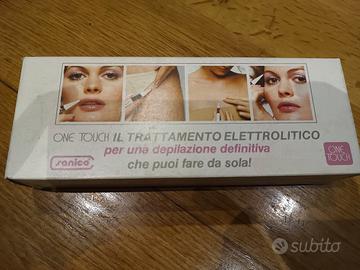 ONE TOUCH IL TRATTAMENTO ELETTROLITICO
sanico
per una depilazione definitiva
che puoi fare da sola!
ONE
TOUCH
subito